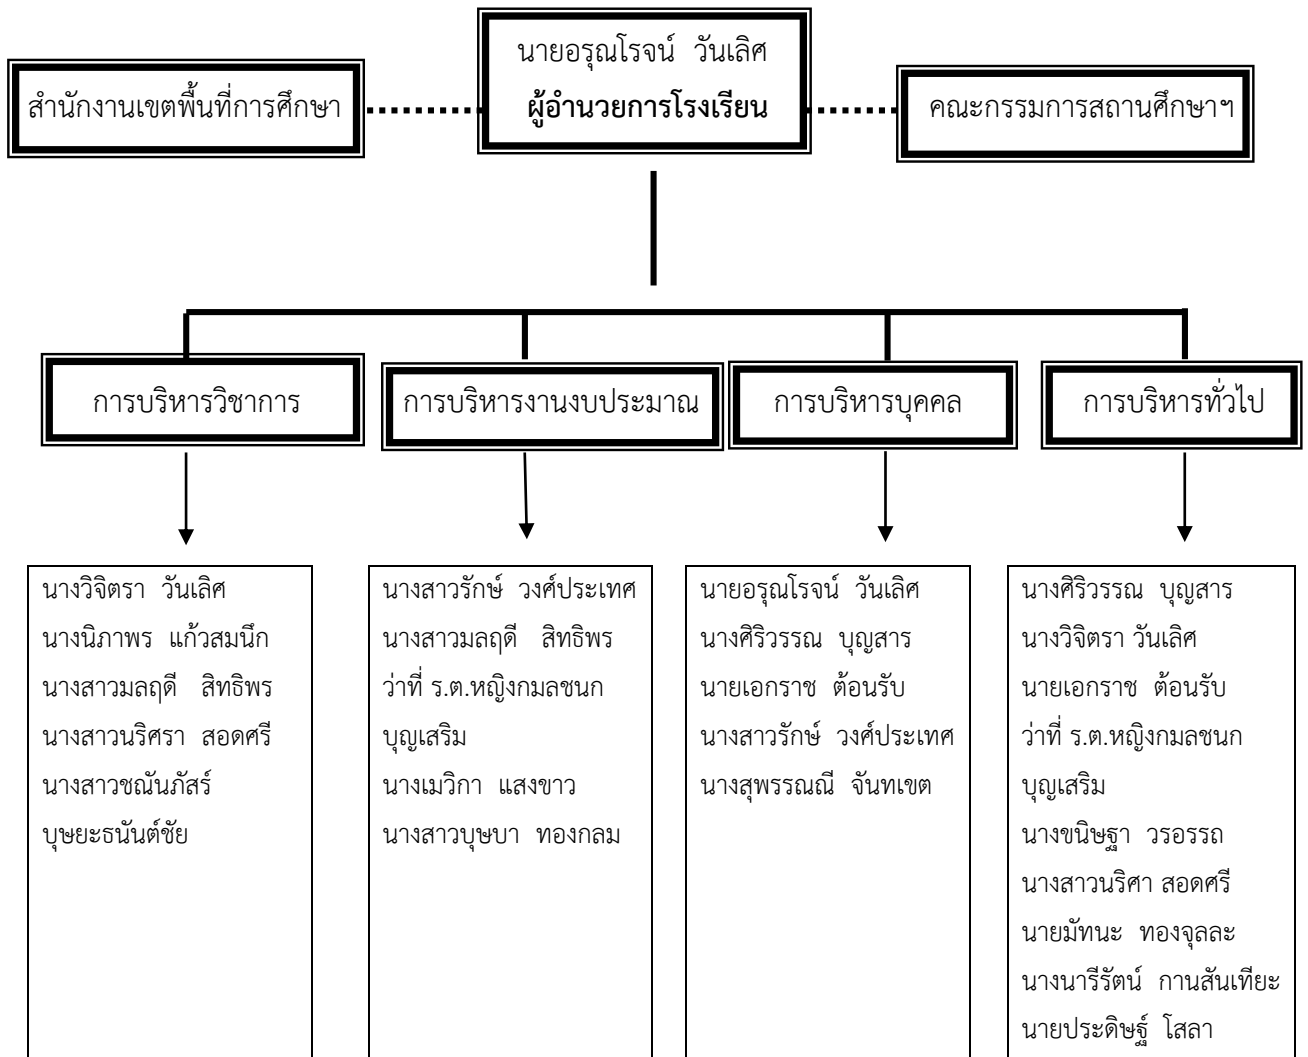 นายอรุณโรจน์ วันเลิศ
ผู้อำนวยการโรงเรียน
สำนักงานเขตพื้นที่การศึกษา
คณะกรรมการสถานศึกษาฯ
การบริหารวิชาการ
การบริหารงานงบประมาณ
การบริหารบุคคล
การบริหารทั่วไป
นางวิจิตรา วันเลิศ
นางนิภาพร แก้วสมนึก
นางสาวมลฤดี สิทธิพร
นางสาวนริศรา สอดศรี
นางสาวชณันภัสร์
บุษยะธนันต์ชัย
นางสาวรักษ์ วงศ์ประเทศ
นางสาวมลฤดี สิทธิพร
ว่าที่ ร.ต.หญิงกมลชนก
บุญเสริม
นางเมวิกา แสงขาว
นางสาวบุษบา ทองกลม
นายอรุณโรจน์ วันเลิศ
นางศิริวรรณ บุญสาร
นายเอกราช ต้อนรับ
นางสาวรักษ์ วงศ์ประเทศ
นางสุพรรณณี จันทเขต
นางศิริวรรณ บุญสาร
นางวิจิตรา วันเลิศ
นายเอกราช ต้อนรับ
ว่าที่ ร.ต.หญิงกมลชนก
บุญเสริม
นางขนิษฐา วรอรรถ
นางสาวนริศา สอดศรี
นายมัทนะ ทองจุลละ
นางนารีรัตน์ กานสันเทียะ
นายประดิษฐ์ โสลา